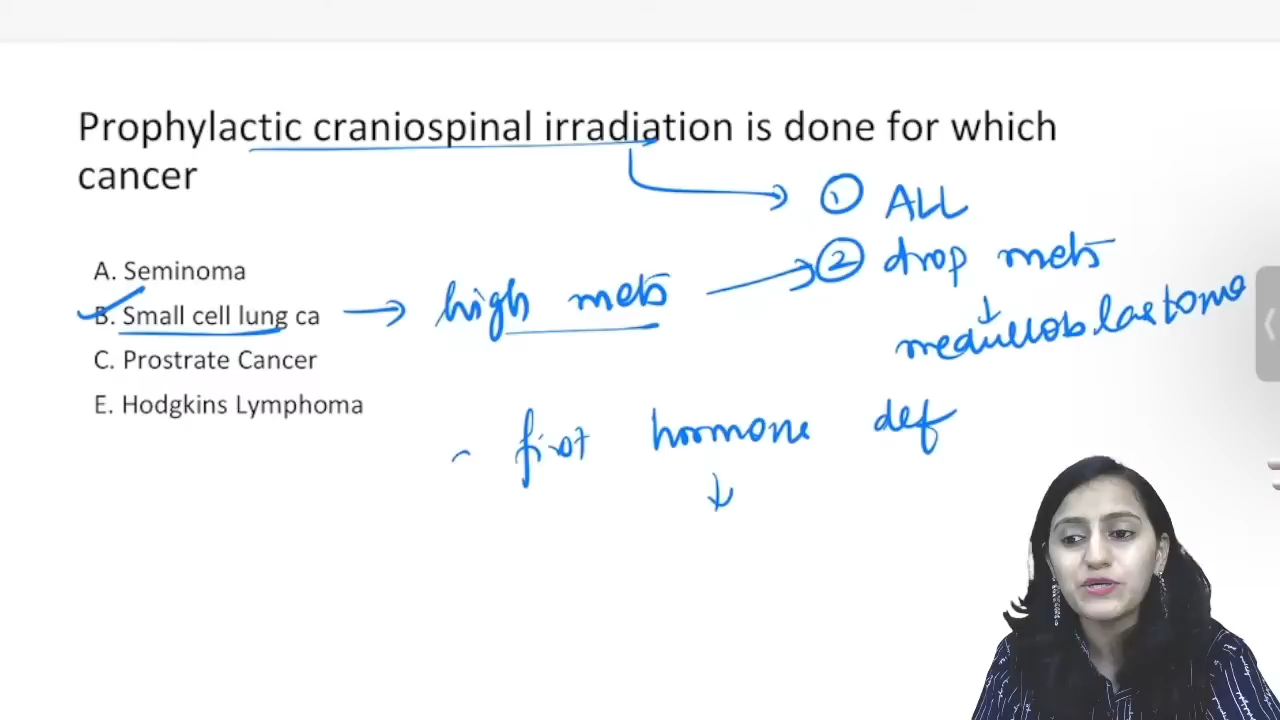 Prophylactic craniospinal irradiation is done for which
cancer
① ALL
② drop mets
medulloblastoma
A. Seminoma
B. Small cell lung ca
high mets
C. Prostrate Cancer
E. Hodgkins Lymphoma
first hormone def